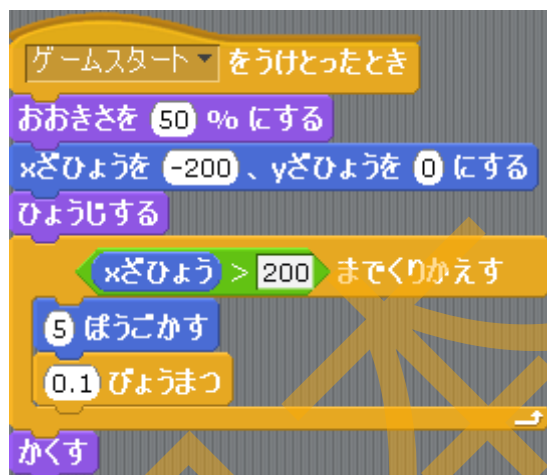 ゲームスタート をうけとったとき
おおきさを 50 % にする
xざひょうを -200 、yざひょうを 0 にする
ひょうじする
xざひょう > 200 までくりかえす
5 ほうごかす
0.1 びょうまつ
かくす